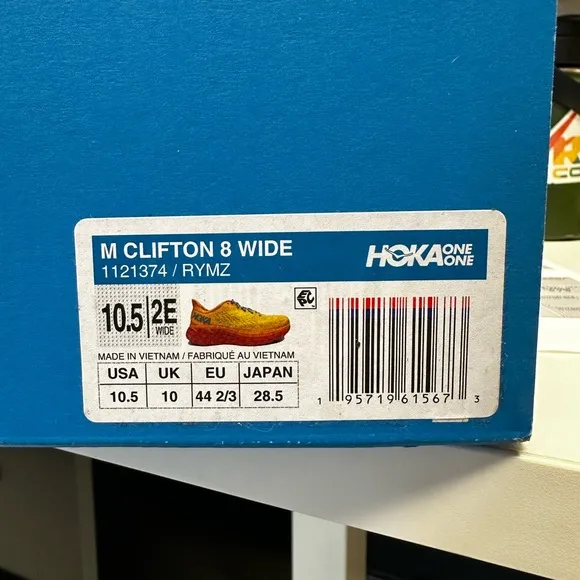 M CLIFTON 8 WIDE
1121374 / RYMZ
HOKA ONE ONE
10.5 2E WIDE
MADE IN VIETNAM / FABRIQUÉ AU VIETNAM
USA UK EU JAPAN
10.5 10 44 2/3 28.5
1 95719 61567 3